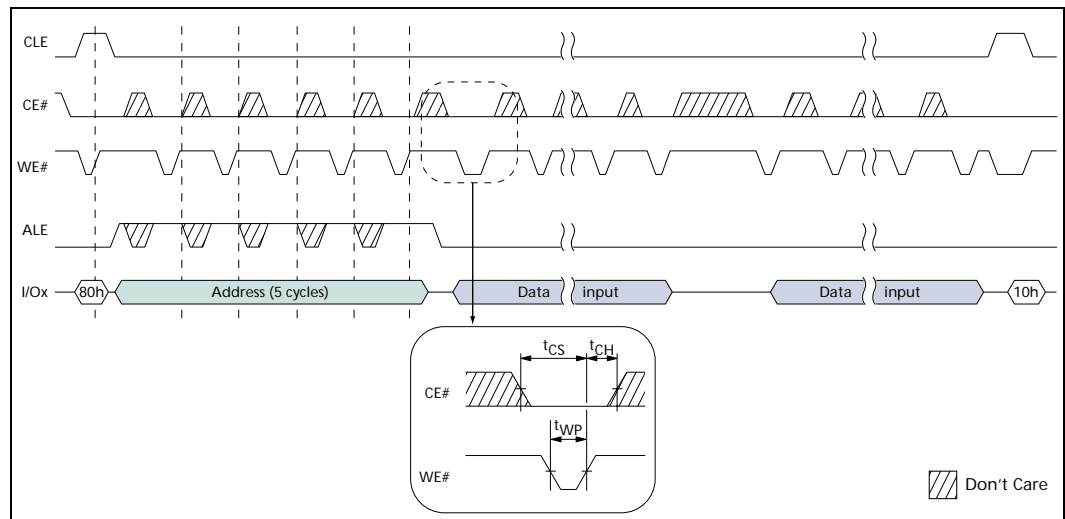 CLE
CE#
WE#
ALE
I/Ox 80h Address (5 cycles) Data input Data input 10h
tCS tCH
CE#
tWP
WE#
Don't Care